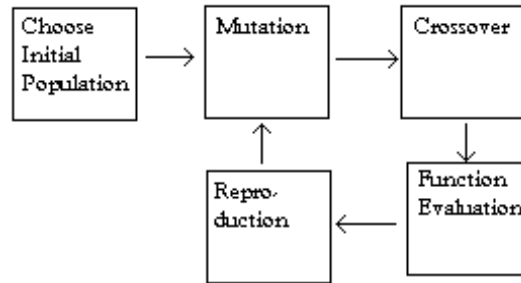 Choose
Initial
Population
Mutation
Crossover
Function
Evaluation
Repro-
duction